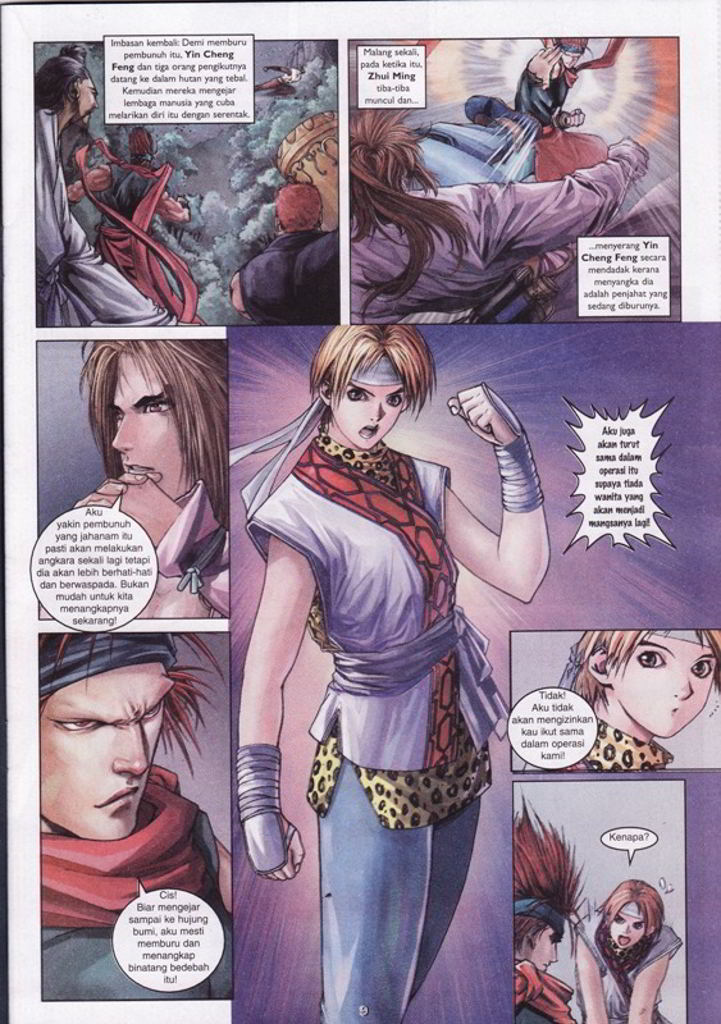 Imbasan kembali: Demi memburu
pembunuh itu, Yin Cheng
Feng dan tiga orang pengikutnya
datang ke dalam hutan yang tebal.
Kemudian mereka mengejar
lembaga manusia yang cuba
melarikan diri itu dengan serentak.
Malang sekali,
pada ketika itu,
Zhui Ming
tiba-tiba
muncul dan...
...menyerang Yin
Cheng Feng secara
mendadak kerana
menyangka dia
adalah penjahat yang
sedang diburunya.
Aku
yakin pembunuh
yang jahanam itu
pasti akan melakukan
angkara sekali lagi tetapi
dia akan lebih berhati-hati
dan berwaspada. Bukan
mudah untuk kita
menangkapnya
sekarang!
Aku juga
akan turut
sama dalam
operasi itu
supaya tiada
wanita yang
akan menjadi
mangsanya lagi!
Cis!
Biar mengejar
sampai ke hujung
bumi, aku mesti
memburu dan
menangkap
binatang bedebah
itu!
Tidak!
Aku tidak
akan mengizinkan
kau ikut sama
dalam operasi
kami!
Kenapa?
9